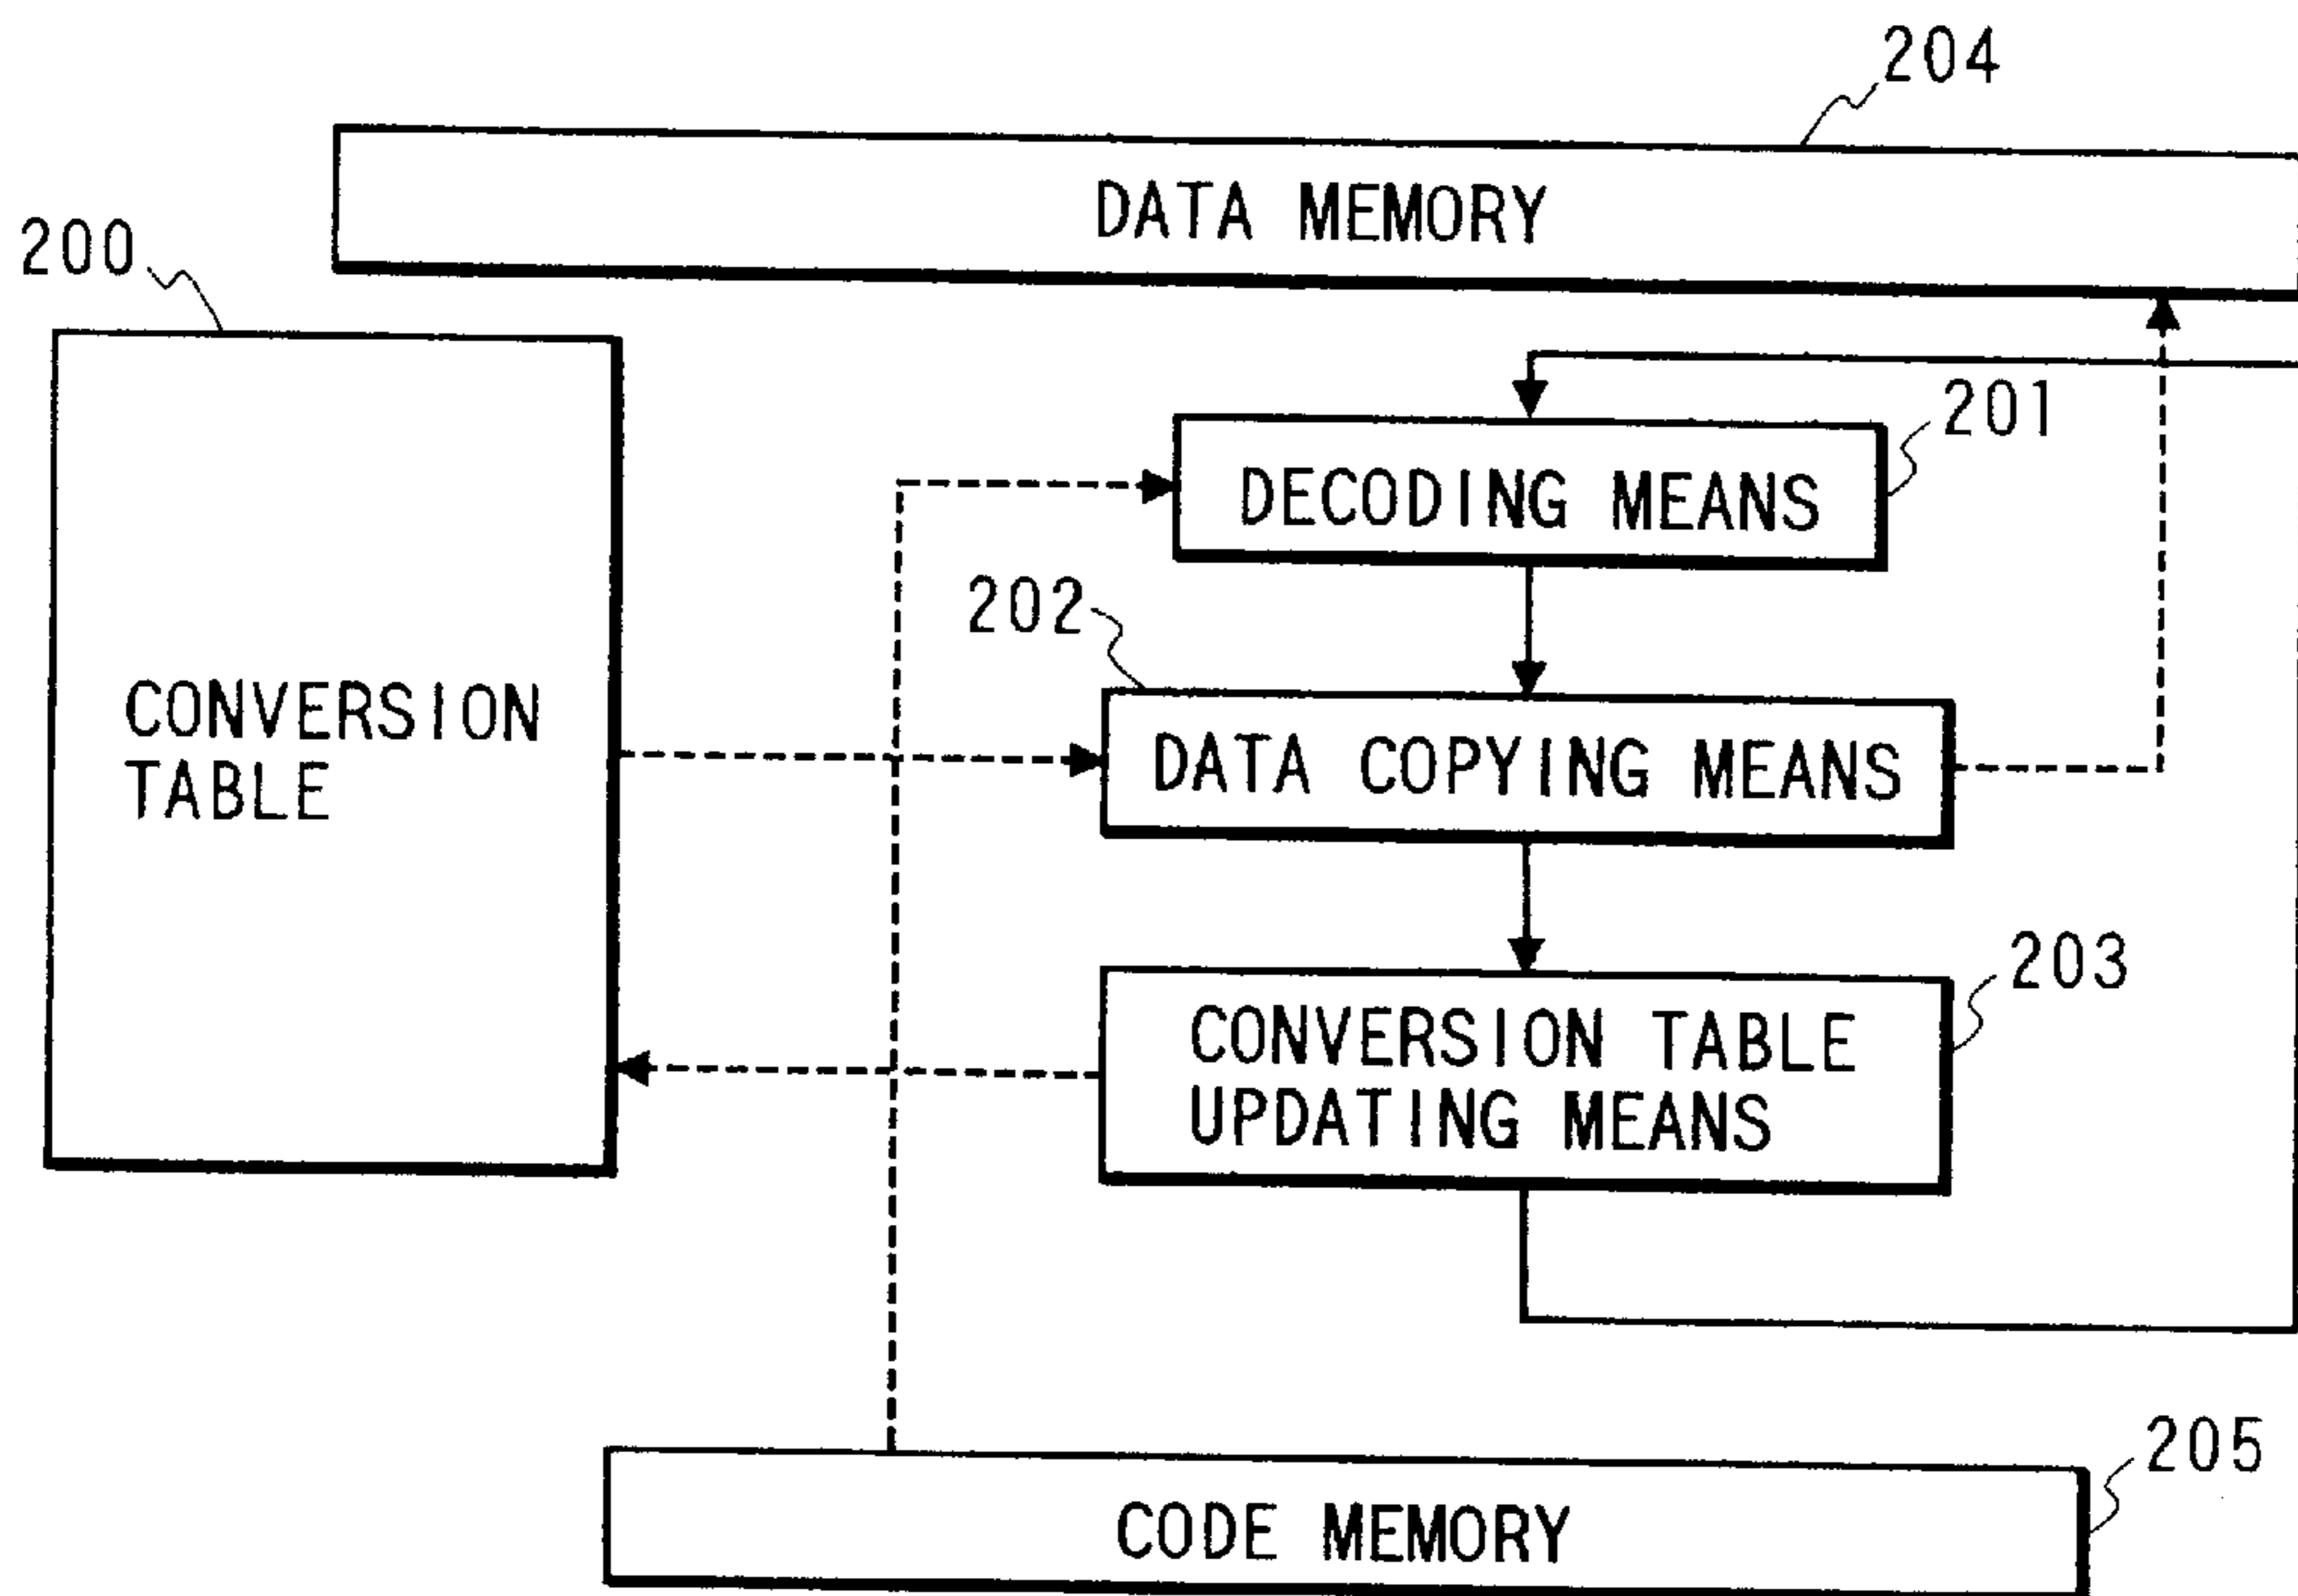 204
DATA MEMORY
200
201
DECODING MEANS
202
CONVERSION
TABLE
DATA COPYING MEANS
203
CONVERSION TABLE
UPDATING MEANS
205
CODE MEMORY